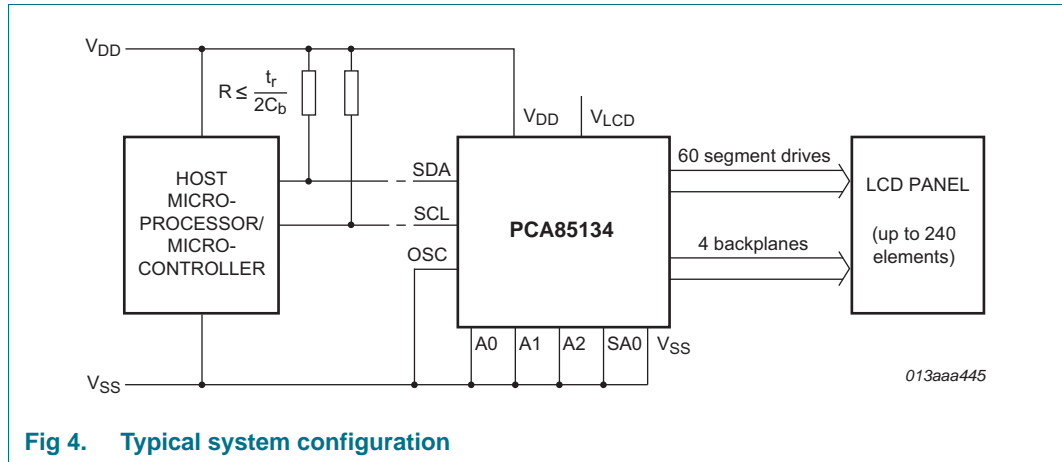 VDD
R ≤ tr
2Cb
VDD
VLCD
HOST
MICRO-
PROCESSOR/
MICRO-
CONTROLLER
SDA
SCL
OSC
PCA85134
60 segment drives
4 backplanes
LCD PANEL
(up to 240
elements)
A0
A1
A2
SA0
VSS
VSS
013aaa445
Fig 4. Typical system configuration